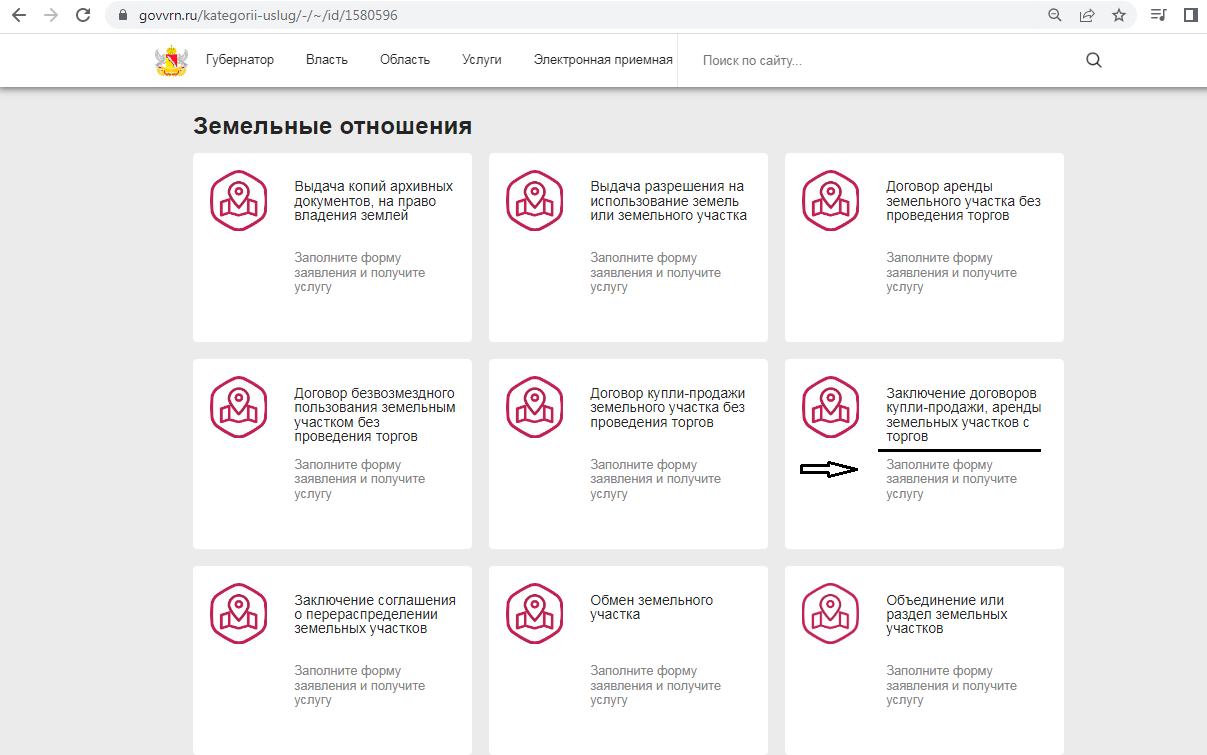 govvrn.ru/kategorii-uslug/-/~/id/1580596
Губернатор Власть Область Услуги Электронная приемная Поиск по сайту...
Земельные отношения
Выдача копий архивных
документов, на право
владения землей
Заполните форму
заявления и получите
услугу
Выдача разрешения на
использование земель
или земельного участка
Заполните форму
заявления и получите
услугу
Договор аренды
земельного участка без
проведения торгов
Заполните форму
заявления и получите
услугу
Договор безвозмездного
пользования земельным
участком без
проведения торгов
Заполните форму
заявления и получите
услугу
Договор купли-продажи
земельного участка без
проведения торгов
Заполните форму
заявления и получите
услугу
Заключение договоров
купли-продажи, аренды
земельных участков с
торгов
Заполните форму
заявления и получите
услугу
Заключение соглашения
о перераспределении
земельных участков
Заполните форму
заявления и получите
услугу
Обмен земельного
участка
Заполните форму
заявления и получите
услугу
Объединение или
раздел земельных
участков
Заполните форму
заявления и получите
услугу